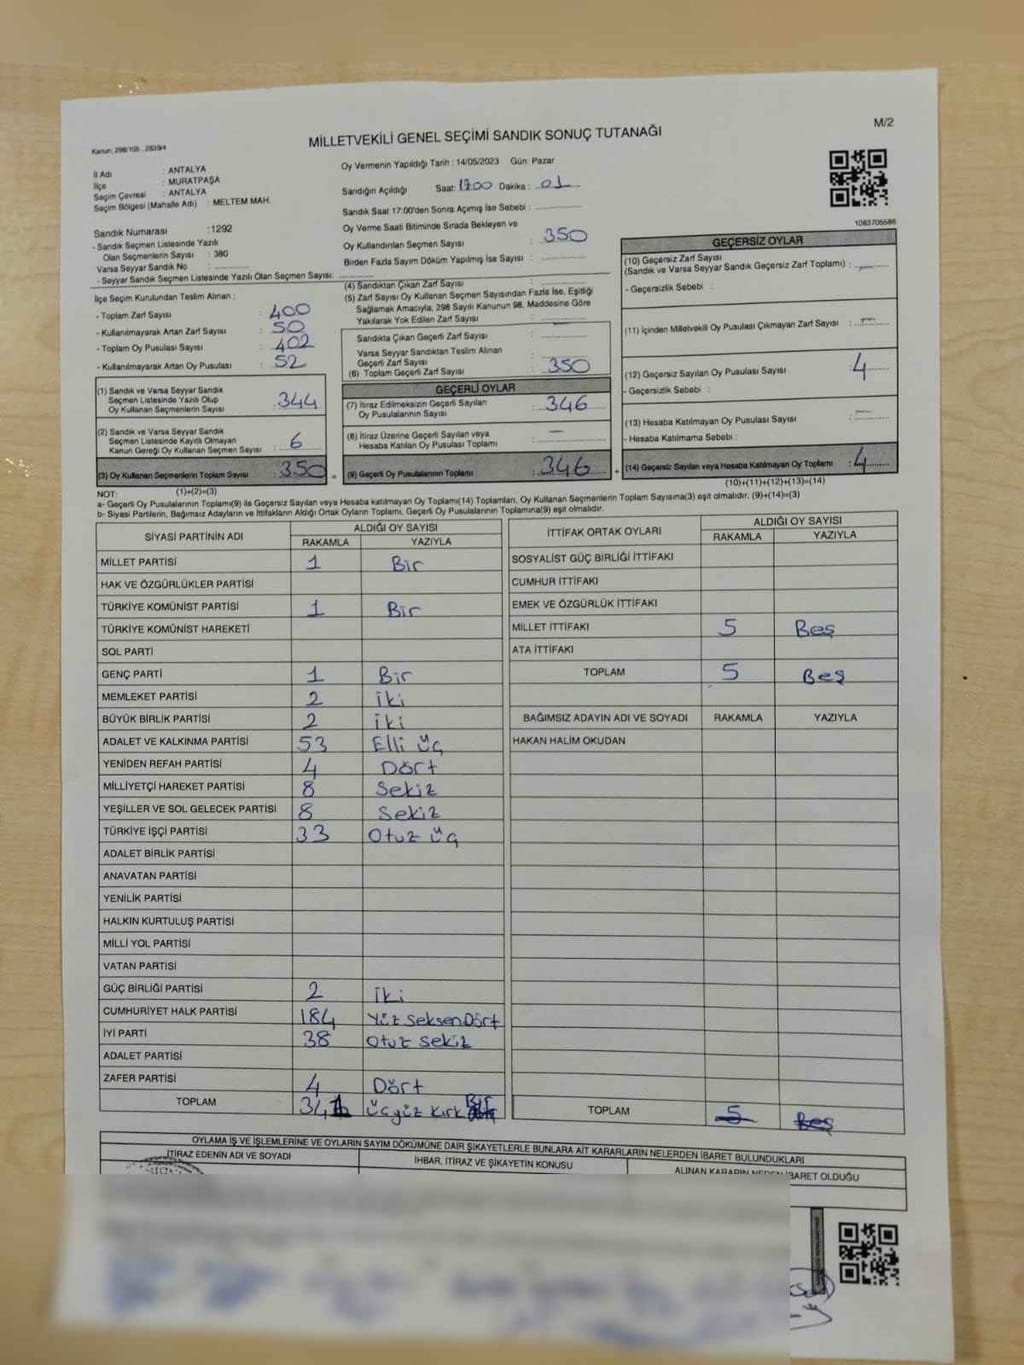 M/2
Kanun: 298/105 , 2839/4
MİLLETVEKİLİ GENEL SEÇİMİ SANDIK SONUÇ TUTANAĞI
İl Adı : ANTALYA
İlçe : MURATPAŞA
Seçim Çevresi : ANTALYA
Seçim Bölgesi (Mahalle Adı) : MELTEM MAH.
Oy Vermenin Yapıldığı Tarih : 14/05/2023 Gün: Pazar
Sandığın Açıldığı Saat: 1700 Dakika : 01
Sandık Saat 17:00'den Sonra Açımış İse Sebebi :
Oy Verme Saati Bitiminde Sırada Bekleyen ve
Oy Kullandırılan Seçmen Sayısı : 350
Birden Fazla Sayım Döküm Yapılmış İse Sayısı :
1083705586
Sandık Numarası : 1292
- Sandık Seçmen Listesinde Yazılı
Olan Seçmenlerin Sayısı : 380
Varsa Seyyar Sandık No :
- Seyyar Sandık Seçmen Listesinde Yazılı Olan Seçmen Sayısı:
İlçe Seçim Kurulundan Teslim Alınan ;
- Toplam Zarf Sayısı : 400
- Kullanılmayarak Artan Zarf Sayısı : 50
- Toplam Oy Pusulası Sayısı : 402
- Kullanılmayarak Artan Oy Pusulası : 52
(1) Sandık ve Varsa Seyyar Sandık
Seçmen Listesinde Yazılı Olup
Oy Kullanan Seçmenlerin Sayısı : 344
(2) Sandık ve Varsa Seyyar Sandık
Seçmen Listesinde Kayıtlı Olmayan
Kanun Gereği Oy Kullanan Seçmen Sayısı : 6
(3) Oy Kullanan Seçmenlerin Toplam Sayısı : 350
(1)+(2)=(3)
(4) Sandıktan Çıkan Zarf Sayısı :
(5) Zarf Sayısı Oy Kullanan Seçmen Sayısından Fazla İse, Eşitliği
Sağlamak Amacıyla; 298 Sayılı Kanunun 98. Maddesine Göre
Yakılarak Yok Edilen Zarf Sayısı :
Sandıkta Çıkan Geçerli Zarf Sayısı :
Varsa Seyyar Sandıktan Teslim Alınan
Geçerli Zarf Sayısı
(6) Toplam Geçerli Zarf Sayısı : 350
GEÇERLİ OYLAR
(7) İtiraz Edilmeksizin Geçerli Sayılan
Oy Pusulalarının Sayısı : 346
(8) İtiraz Üzerine Geçerli Sayılan veya
Hesaba Katılan Oy Pusulası Toplamı : —
(9) Geçerli Oy Pusulalarının Toplamı : 346
GEÇERSİZ OYLAR
(10) Geçersiz Zarf Sayısı
(Sandık ve Varsa Seyyar Sandık Geçersiz Zarf Toplamı) : —
- Geçersizlik Sebebi :
(11) İçinden Milletvekili Oy Pusulası Çıkmayan Zarf Sayısı : —
(12) Geçersiz Sayılan Oy Pusulası Sayısı : 4
- Geçersizlik Sebebi :
(13) Hesaba Katılmayan Oy Pusulası Sayısı : —
- Hesaba Katılmama Sebebi :
(14) Geçersiz Sayılan veya Hesaba Katılmayan Oy Toplamı : 4
(10)+(11)+(12)+(13)=(14)
NOT:
a- Geçerli Oy Pusulalarının Toplamı(9) ile Geçersiz Sayılan veya Hesaba katılmayan Oy Toplamı(14) Toplamları, Oy Kullanan Seçmenlerin Toplam Sayısına(3) eşit olmalıdır. (9)+(14)=(3)
b- Siyasi Partilerin, Bağımsız Adayların ve İttifakların Aldığı Ortak Oyların Toplamı, Geçerli Oy Pusulalarının Toplamına(9) eşit olmalıdır.
SİYASİ PARTİNİN ADI ALDIĞI OY SAYISI
RAKAMLA YAZIYLA
MİLLET PARTİSİ 1 Bir
HAK VE ÖZGÜRLÜKLER PARTİSİ
TÜRKİYE KOMÜNİST PARTİSİ 1 Bir
TÜRKİYE KOMÜNİST HAREKETİ
SOL PARTİ
GENÇ PARTİ 1 Bir
MEMLEKET PARTİSİ 2 iki
BÜYÜK BİRLİK PARTİSİ 2 iki
ADALET VE KALKINMA PARTİSİ 53 Elli üç
YENİDEN REFAH PARTİSİ 4 Dört
MİLLİYETÇİ HAREKET PARTİSİ 8 Sekiz
YEŞİLLER VE SOL GELECEK PARTİSİ 8 Sekiz
TÜRKİYE İŞÇİ PARTİSİ 33 Otuz üç
ADALET BİRLİK PARTİSİ
ANAVATAN PARTİSİ
YENİLİK PARTİSİ
HALKIN KURTULUŞ PARTİSİ
MİLLİ YOL PARTİSİ
VATAN PARTİSİ
GÜÇ BİRLİĞİ PARTİSİ 2 iki
CUMHURİYET HALK PARTİSİ 184 Yüz SeksenDört
İYİ PARTİ 38 Otuz Sekiz
ADALET PARTİSİ
ZAFER PARTİSİ 4 Dört
TOPLAM 341 üçyüz Kırk Bir
İTTİFAK ORTAK OYLARI ALDIĞI OY SAYISI
RAKAMLA YAZIYLA
SOSYALİST GÜÇ BİRLİĞİ İTTİFAKI
CUMHUR İTTİFAKI
EMEK VE ÖZGÜRLÜK İTTİFAKI
MİLLET İTTİFAKI 5 Beş
ATA İTTİFAKI
TOPLAM 5 Beş
BAĞIMSIZ ADAYIN ADI VE SOYADI RAKAMLA YAZIYLA
HAKAN HALİM OKUDAN
TOPLAM 5 Beş
OYLAMA İŞ VE İŞLEMLERİNE VE OYLARIN SAYIM DÖKÜMÜNE DAİR ŞİKAYETLERLE BUNLARA AİT KARARLARIN NELERDEN İBARET BULUNDUKLARI
İTİRAZ EDENİN ADI VE SOYADI İHBAR, İTİRAZ VE ŞİKAYETİN KONUSU ALINAN KARARIN NEDEN İBARET OLDUĞU